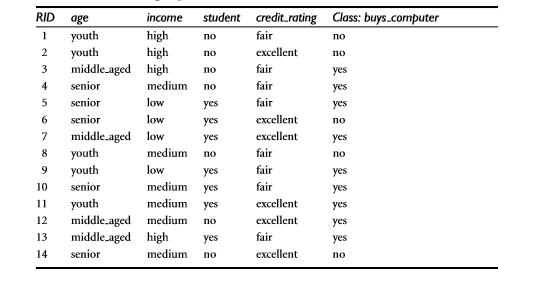 RID age income student credit_rating Class: buys_computer
1 youth high no fair no
2 youth high no excellent no
3 middle_aged high no fair yes
4 senior medium no fair yes
5 senior low yes fair yes
6 senior low yes excellent no
7 middle_aged low yes excellent yes
8 youth medium no fair no
9 youth low yes fair yes
10 senior medium yes fair yes
11 youth medium yes excellent yes
12 middle_aged medium no excellent yes
13 middle_aged high yes fair yes
14 senior medium no excellent no